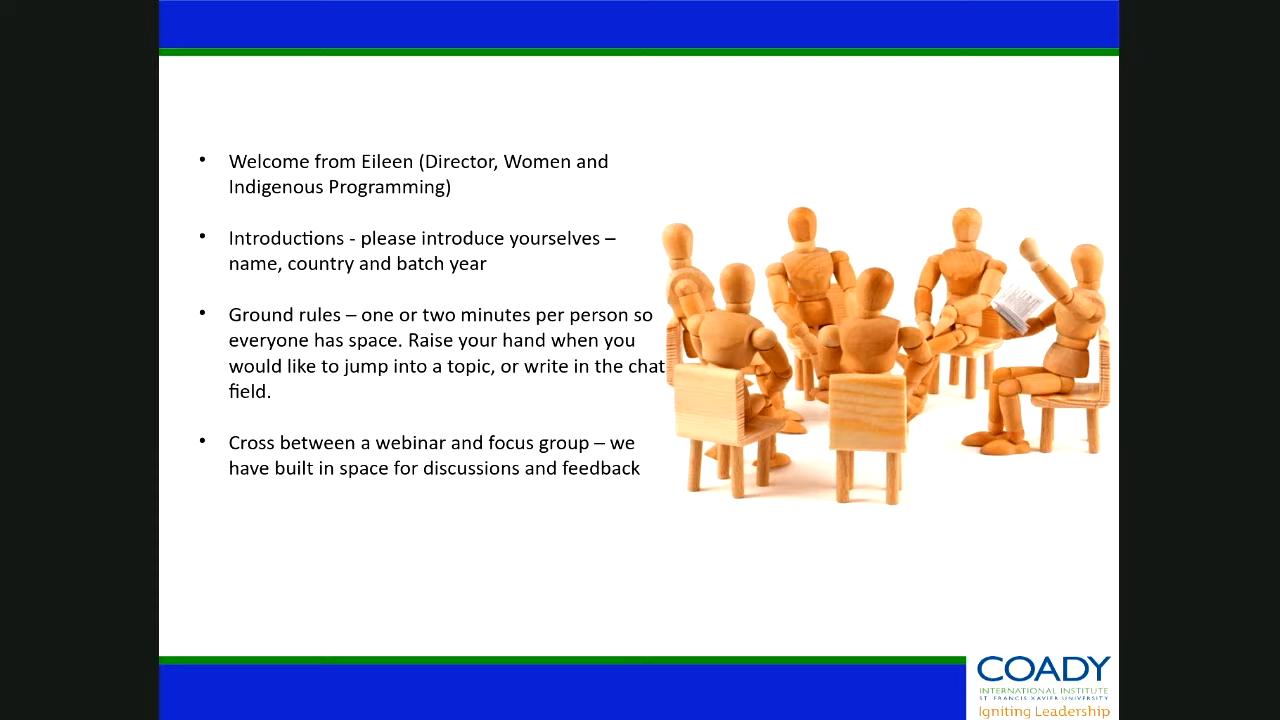 • Welcome from Eileen (Director, Women and
Indigenous Programming)
• Introductions - please introduce yourselves –
name, country and batch year
• Ground rules – one or two minutes per person so
everyone has space. Raise your hand when you
would like to jump into a topic, or write in the chat
field.
• Cross between a webinar and focus group – we
have built in space for discussions and feedback
COADY
INTERNATIONAL INSTITUTE
ST. FRANCIS XAVIER UNIVERSITY
Igniting Leadership